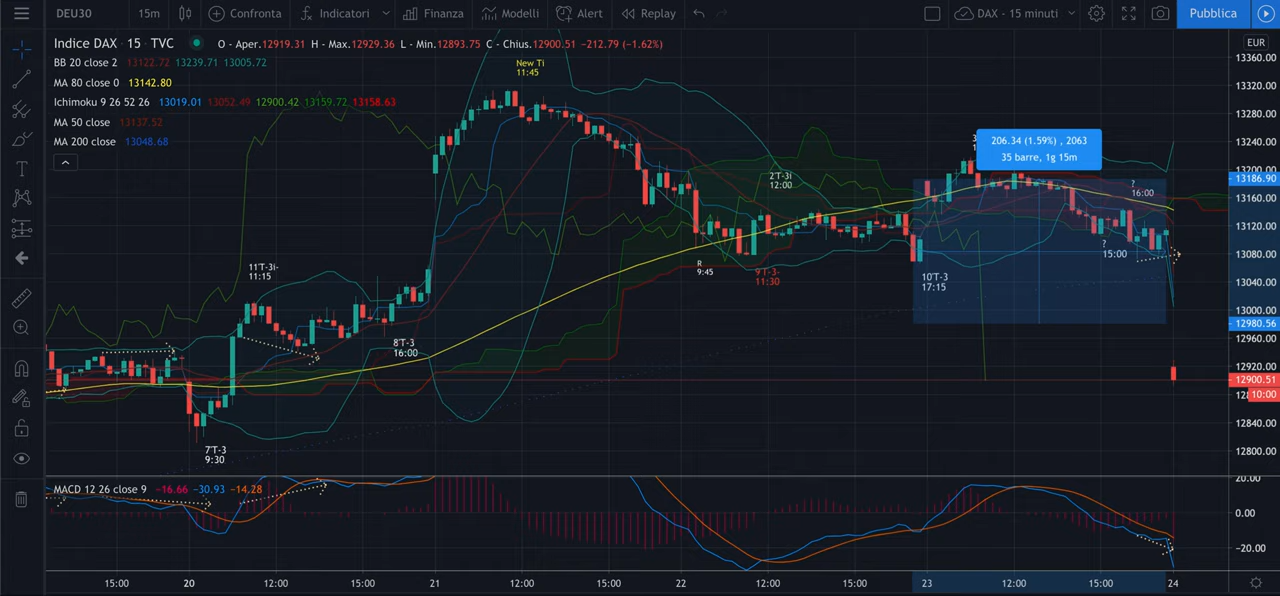 DEU30 15m Confronta Indicatori Finanza Modelli Alert Replay DAX - 15 minuti Pubblica
Indice DAX · 15 · TVC O - Aper.12919.31 H - Max.12929.36 L - Min.12893.75 C - Chius.12900.51 -212.79 (-1.62%)
EUR
BB 20 close 2 13122.72 13239.71 13005.72
MA 80 close 0 13142.80
Ichimoku 9 26 52 26 13019.01 13052.49 12900.42 13159.72 13158.63
MA 50 close 13137.52
MA 200 close 13048.68
New Ti
11:45
206.34 (1.59%) , 2063
35 barre, 1g 15m
2'T-3i
12:00
?
16:00
?
15:00
R
9:45
9'T-3-
11:30
10'T-3
17:15
11'T-3i-
11:15
8'T-3
16:00
7'T-3
9:30
13360.00
13320.00
13280.00
13240.00
13200.00
13186.90
13160.00
13120.00
13080.00
13040.00
13000.00
12980.56
12960.00
12920.00
12900.51
10:00
12840.00
12800.00
MACD 12 26 close 9 -16.66 -30.93 -14.28
20.00
0.00
-20.00
15:00 20 12:00 15:00 21 12:00 15:00 22 12:00 15:00 23 12:00 15:00 24